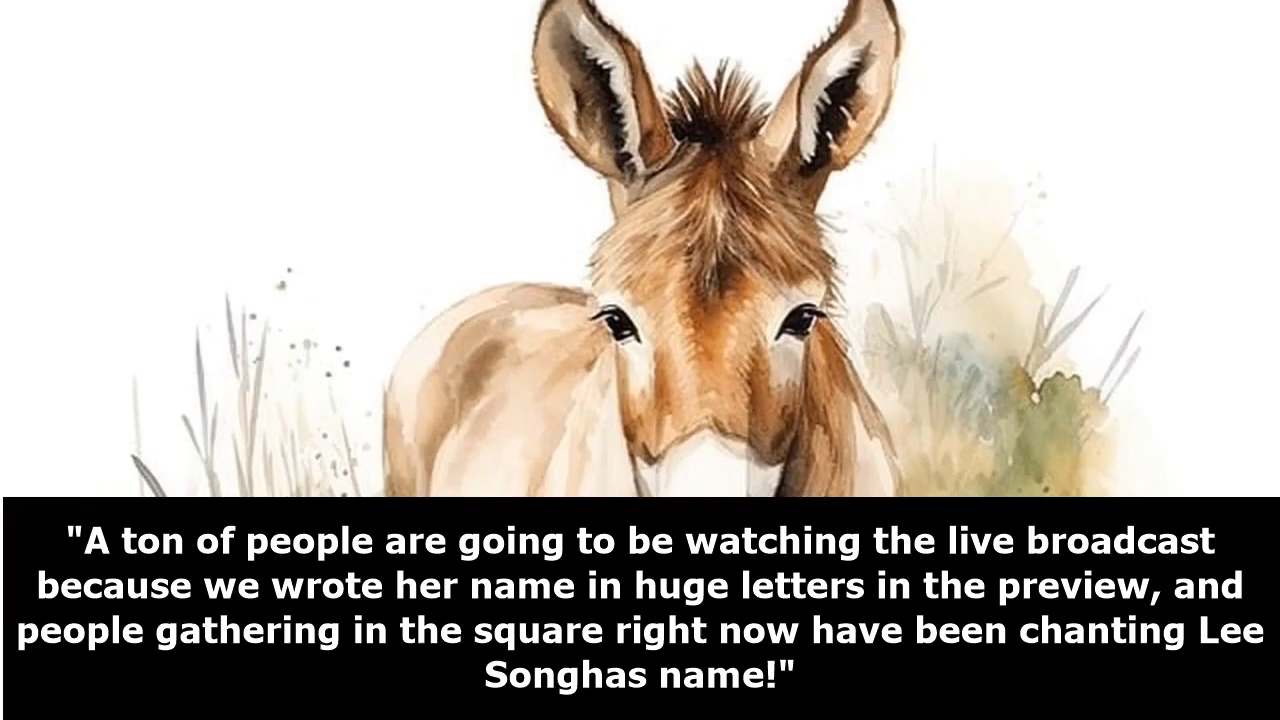 "A ton of people are going to be watching the live broadcast
because we wrote her name in huge letters in the preview, and
people gathering in the square right now have been chanting Lee
Songhas name!"